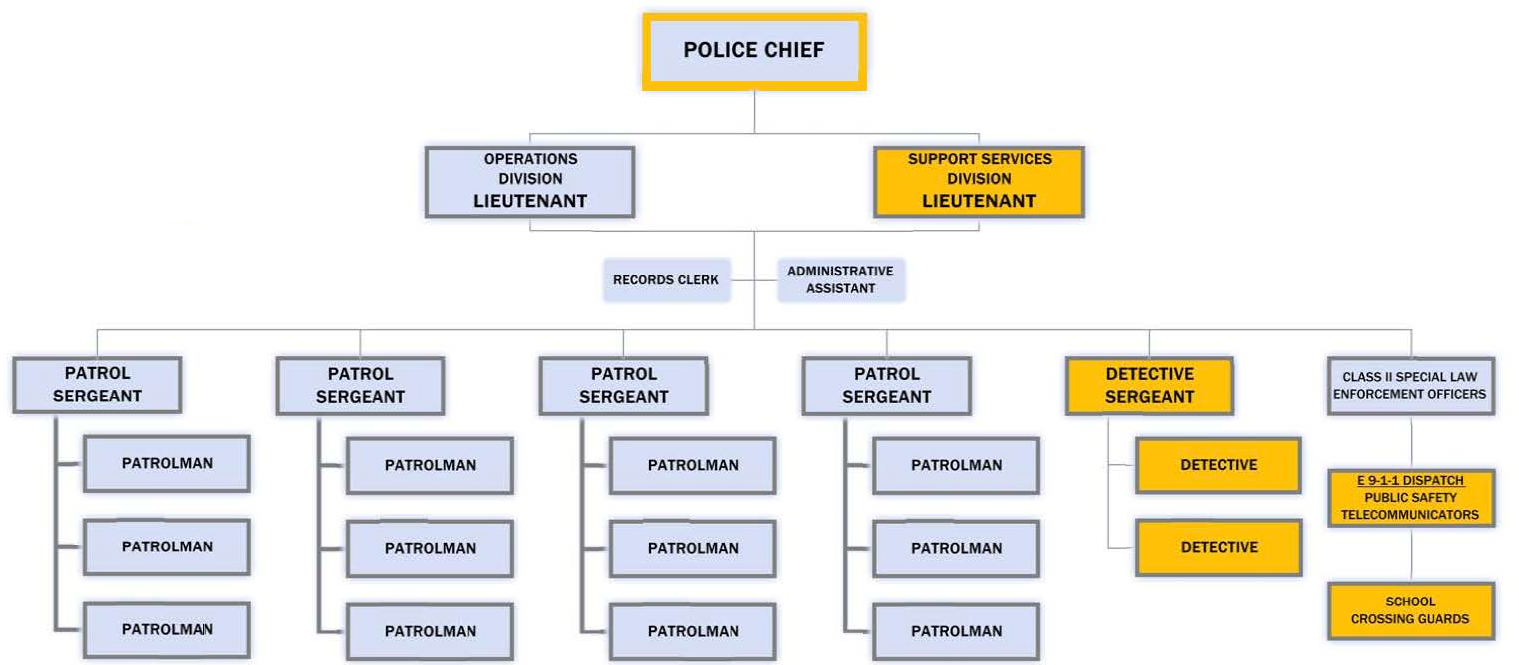 POLICE CHIEF
OPERATIONS
DIVISION
LIEUTENANT
SUPPORT SERVICES
DIVISION
LIEUTENANT
RECORDS CLERK
ADMINISTRATIVE
ASSISTANT
PATROL
SERGEANT
PATROL
SERGEANT
PATROL
SERGEANT
PATROL
SERGEANT
DETECTIVE
SERGEANT
CLASS II SPECIAL LAW
ENFORCEMENT OFFICERS
PATROLMAN
PATROLMAN
PATROLMAN
PATROLMAN
DETECTIVE
E 9-1-1 DISPATCH
PUBLIC SAFETY
TELECOMMUNICATORS
PATROLMAN
PATROLMAN
PATROLMAN
PATROLMAN
DETECTIVE
PATROLMAN
PATROLMAN
PATROLMAN
PATROLMAN
SCHOOL
CROSSING GUARDS